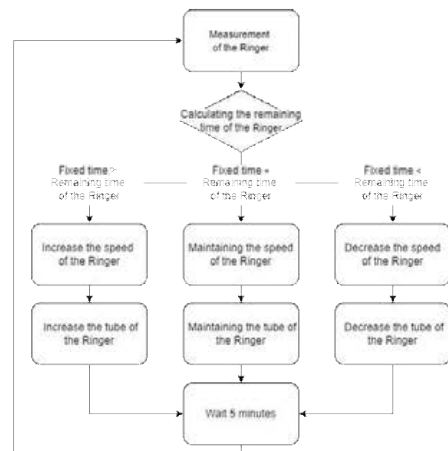 Measurement
of the Ringer
Calculating the remaining
time of the Ringer
Fixed time >
Remaining time
of the Ringer
Fixed time =
Remaining time
of the Ringer
Fixed time <
Remaining time
of the Ringer
Increase the speed
of the Ringer
Maintaining the speed
of the Ringer
Decrease the speed
of the Ringer
Increase the tube of
the Ringer
Maintaining the tube of
the Ringer
Decrease the tube of
the Ringer
Wait 5 minutes